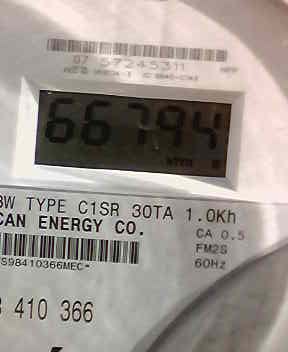 07 57245311
66794
KWH
3W TYPE C1SR 30TA 1.0Kh
CAN ENERGY CO.
CA 0.5
FM2S
60Hz
S98410366MEC
410 366